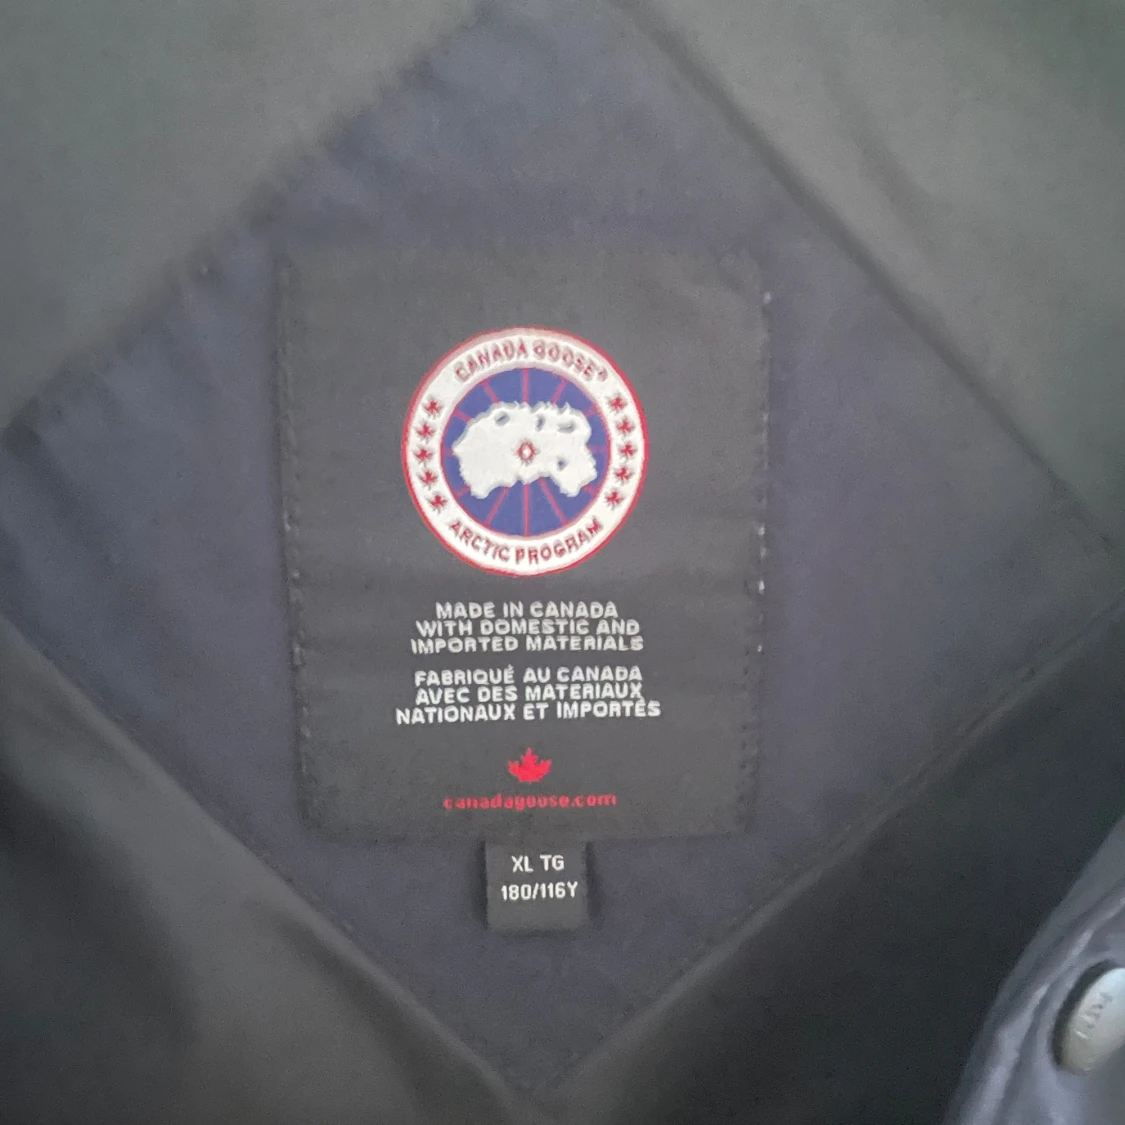 CANADA GOOSE®
ARCTIC PROGRAM
MADE IN CANADA
WITH DOMESTIC AND
IMPORTED MATERIALS
FABRIQUÉ AU CANADA
AVEC DES MATERIAUX
NATIONAUX ET IMPORTÉS
canadagoose.com
XL TG
180/116Y